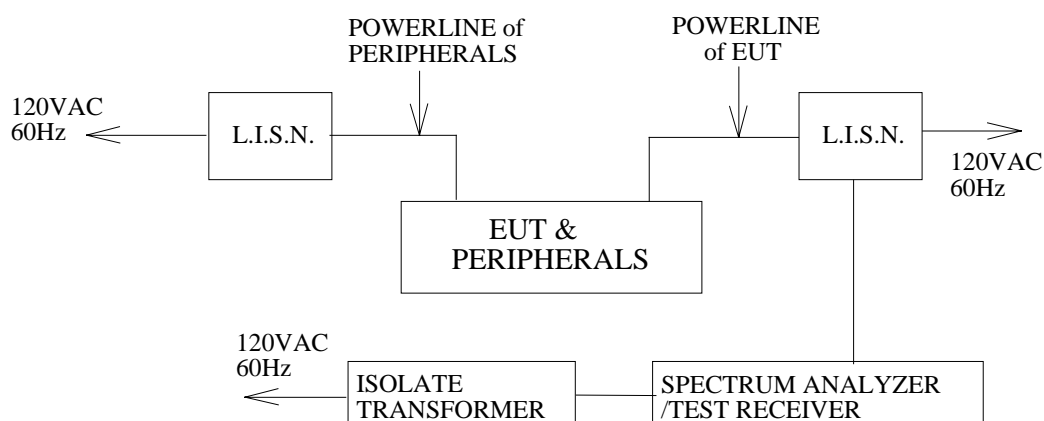 POWERLINE of
PERIPHERALS
POWERLINE
of EUT
120VAC
60Hz
L.I.S.N.
L.I.S.N.
120VAC
60Hz
EUT &
PERIPHERALS
120VAC
60Hz
ISOLATE
TRANSFORMER
SPECTRUM ANALYZER
/TEST RECEIVER